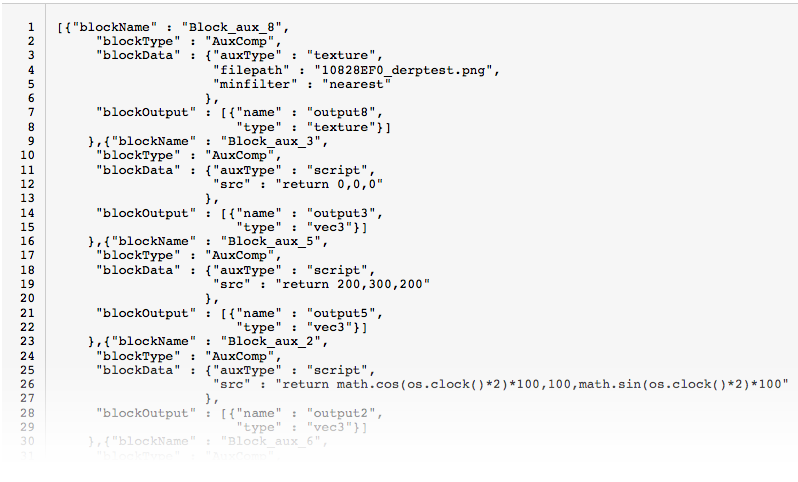 1 [{"blockName" : "Block_aux_8",
2 "blockType" : "AuxComp",
3 "blockData" : {"auxType" : "texture",
4 "filepath" : "10828EF0_derptest.png",
5 "minfilter" : "nearest"
6 },
7 "blockOutput" : [{"name" : "output8",
8 "type" : "texture"}]
9 },{"blockName" : "Block_aux_3",
10 "blockType" : "AuxComp",
11 "blockData" : {"auxType" : "script",
12 "src" : "return 0,0,0"
13 },
14 "blockOutput" : [{"name" : "output3",
15 "type" : "vec3"}]
16 },{"blockName" : "Block_aux_5",
17 "blockType" : "AuxComp",
18 "blockData" : {"auxType" : "script",
19 "src" : "return 200,300,200"
20 },
21 "blockOutput" : [{"name" : "output5",
22 "type" : "vec3"}]
23 },{"blockName" : "Block_aux_2",
24 "blockType" : "AuxComp",
25 "blockData" : {"auxType" : "script",
26 "src" : "return math.cos(os.clock()*2)*100,100,math.sin(os.clock()*2)*100"
27 },
28 "blockOutput" : [{"name" : "output2",
29 "type" : "vec3"}]
30 },{"blockName" : "Block_aux_6",
31 "blockType" : "AuxComp",